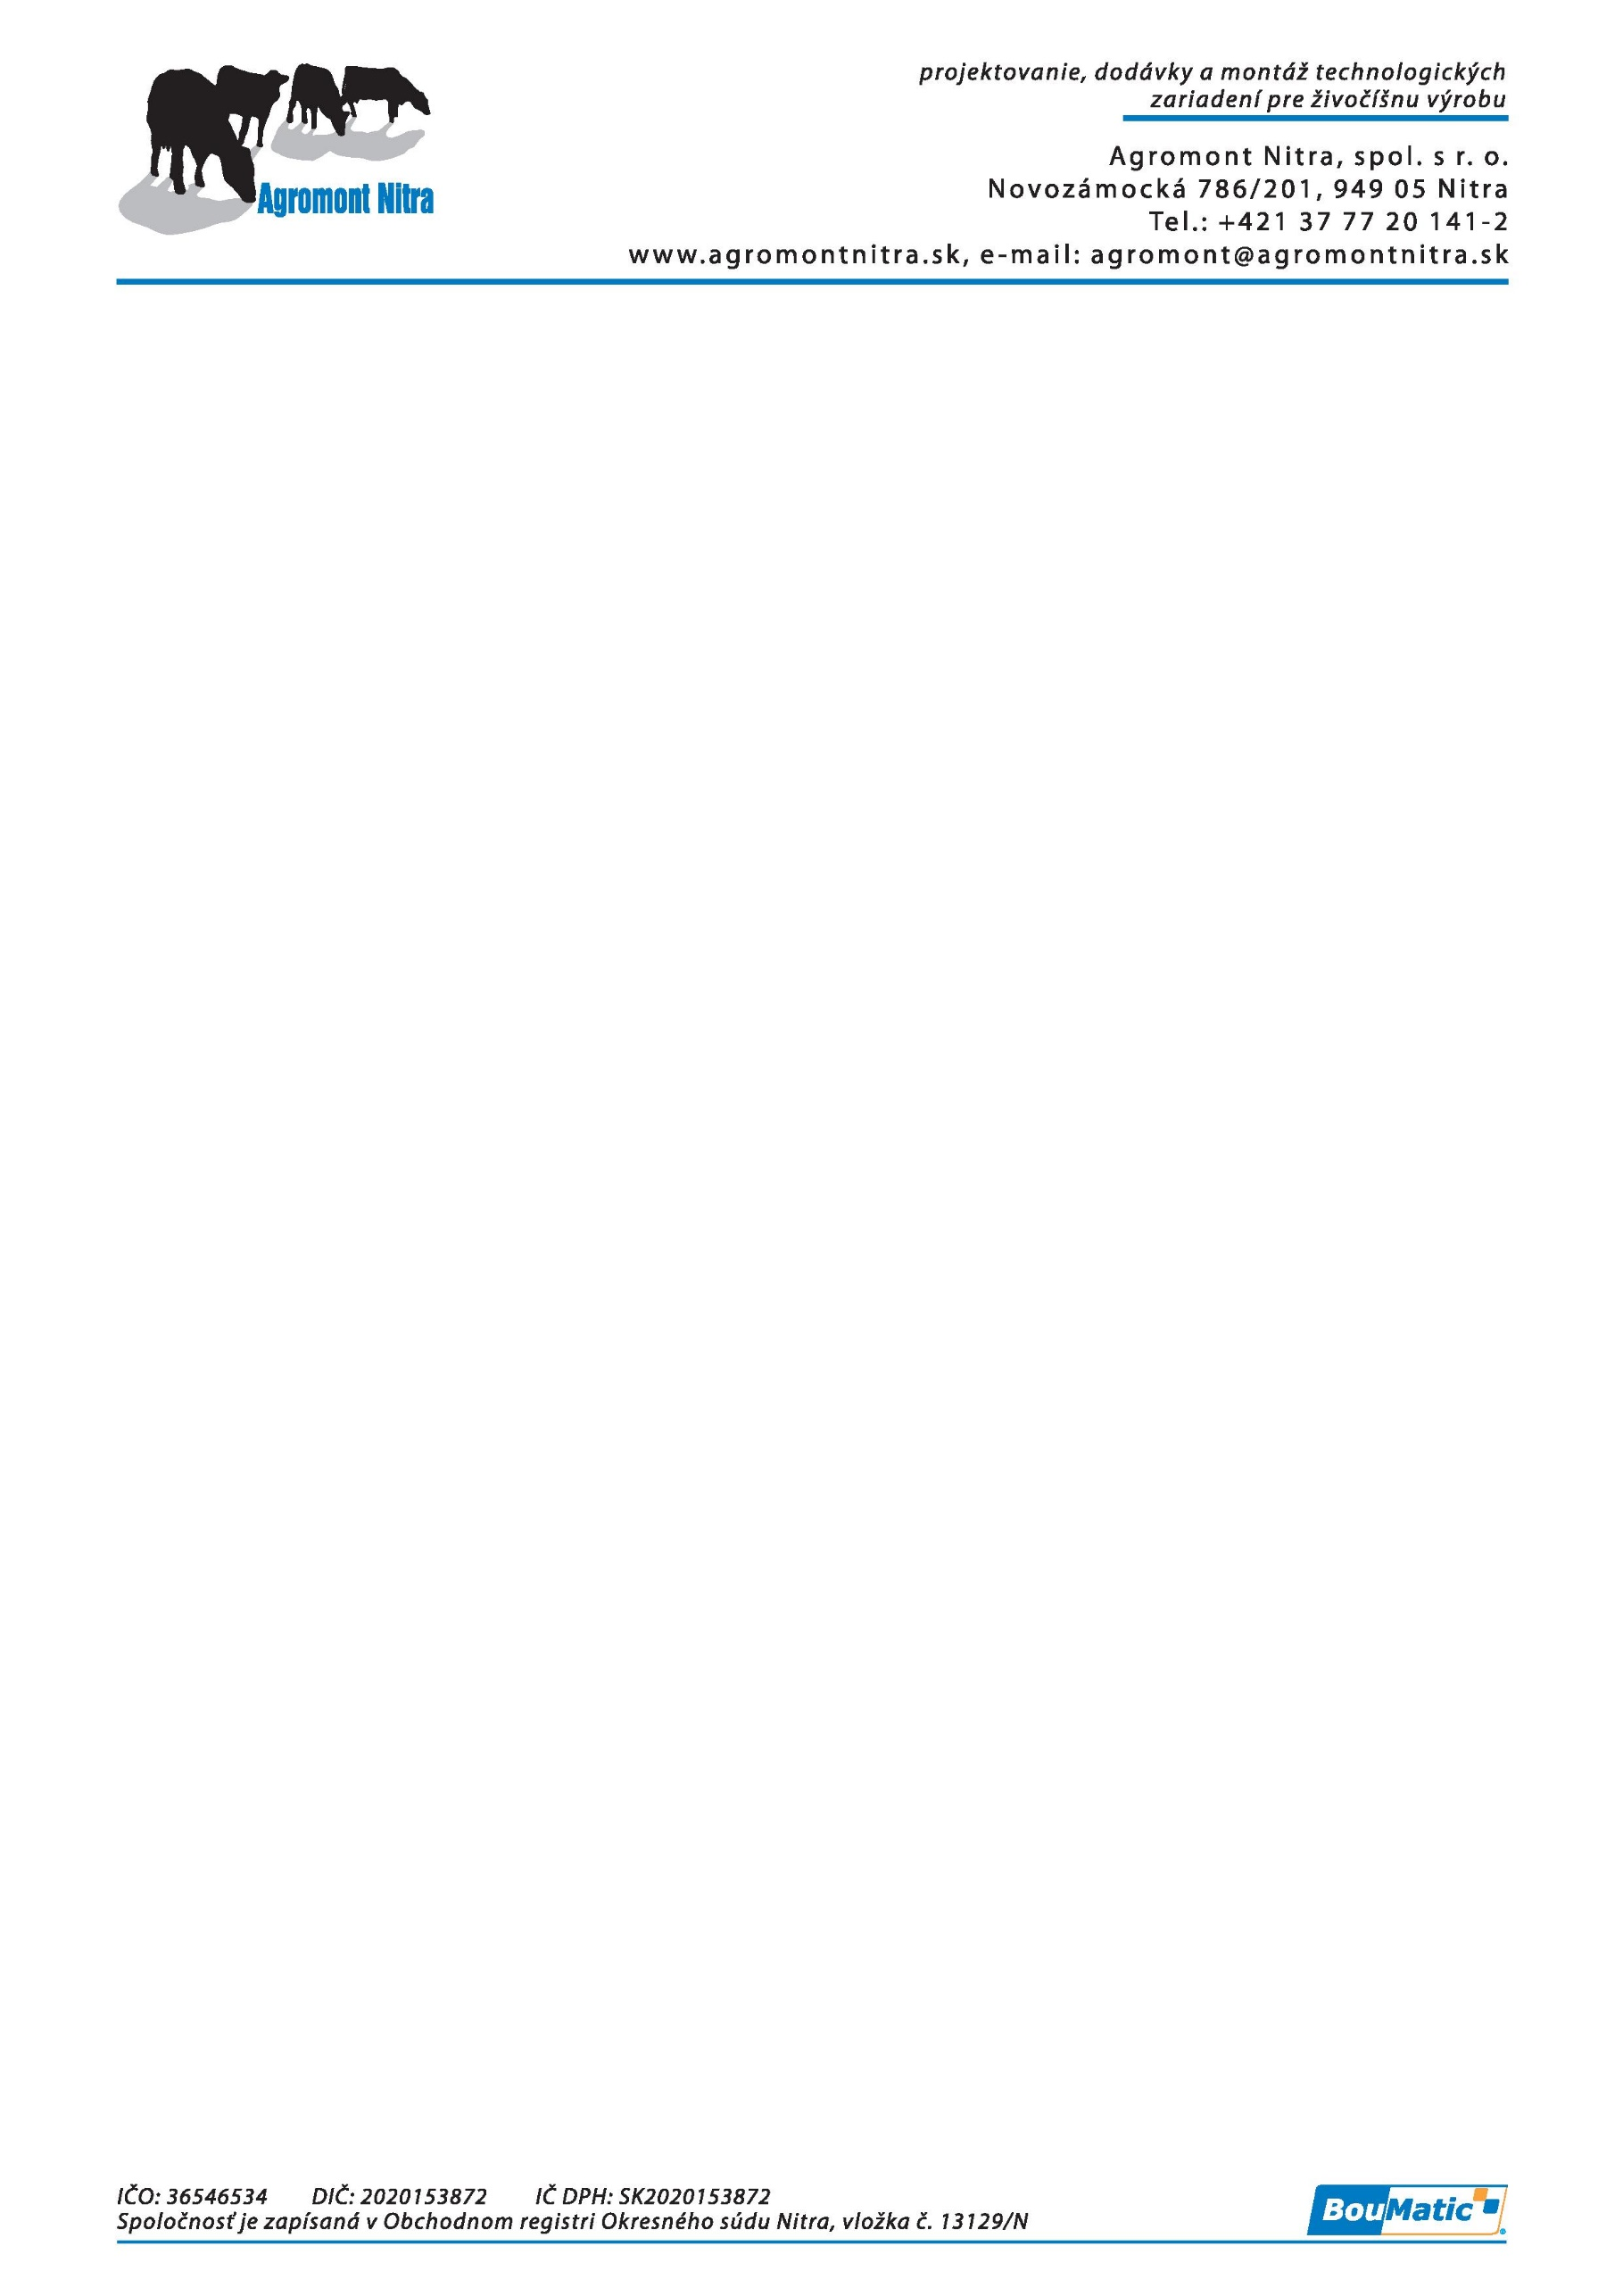 projektovanie, dodávky a montáž technologických
zariadení pre živočíšnu výrobu
Agromont Nitra
Agromont Nitra, spol. s r. o.
Novozámocká 786/201, 949 05 Nitra
Tel.: +421 37 77 20 141-2
www.agromontnitra.sk, e-mail: agromont@agromontnitra.sk
IČO: 36546534 DIČ: 2020153872 IČ DPH: SK2020153872
Spoločnosť je zapísaná v Obchodnom registri Okresného súdu Nitra, vložka č. 13129/N
BouMatic